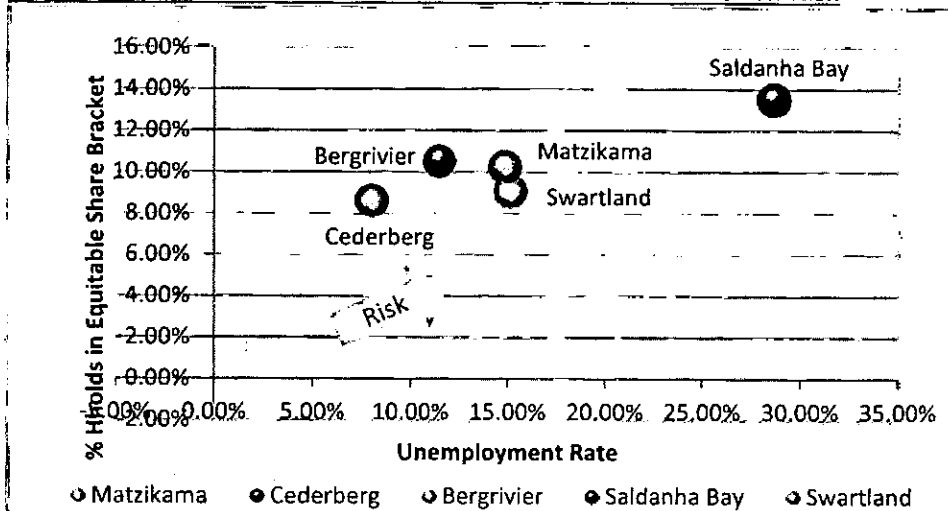 16.00%
Saldanha Bay
14.00%
12.00%
Bergrivier
Matzikama
10.00%
Swartland
8.00%
Cederberg
6.00%
4.00%
Risk
2.00%
0.00%
0.00% 5.00% 10.00% 15.00% 20.00% 25.00% 30.00% 35.00%
-2.00%
% Hholds in Equitable Share Bracket
Unemployment Rate
Matzikama Cederberg Bergrivier Saldanha Bay Swartland